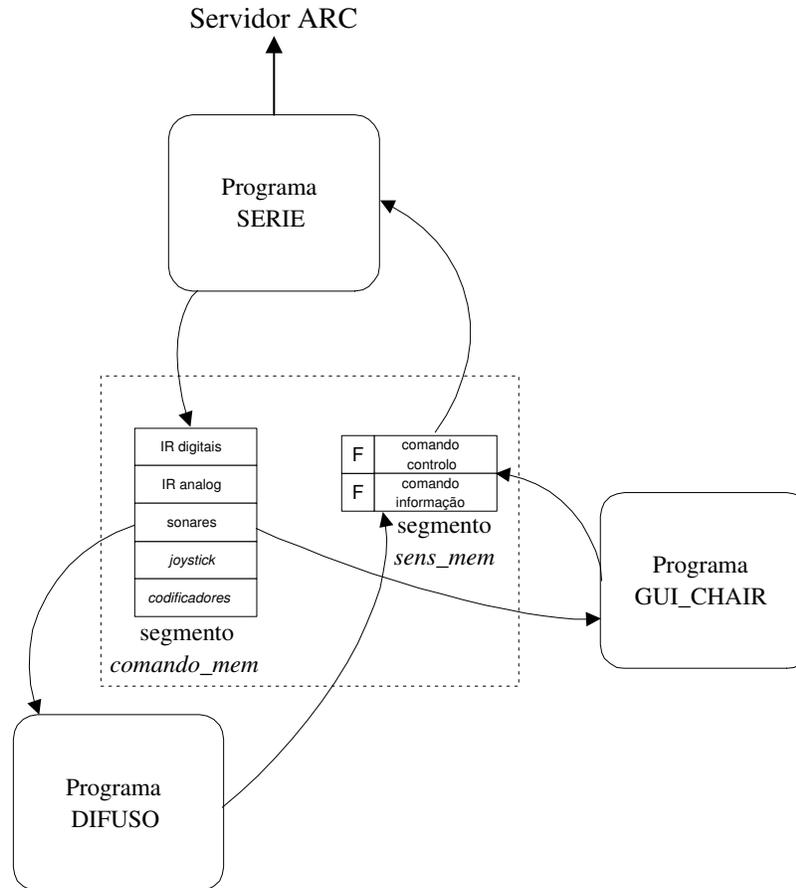 Servidor ARC
Programa
SERIE
IR digitais
IR analog
sonares
joystick
codificadores
segmento
comando_mem
F
comando
controlo
F
comando
informação
segmento
sens_mem
Programa
GUI_CHAIR
Programa
DIFUSO